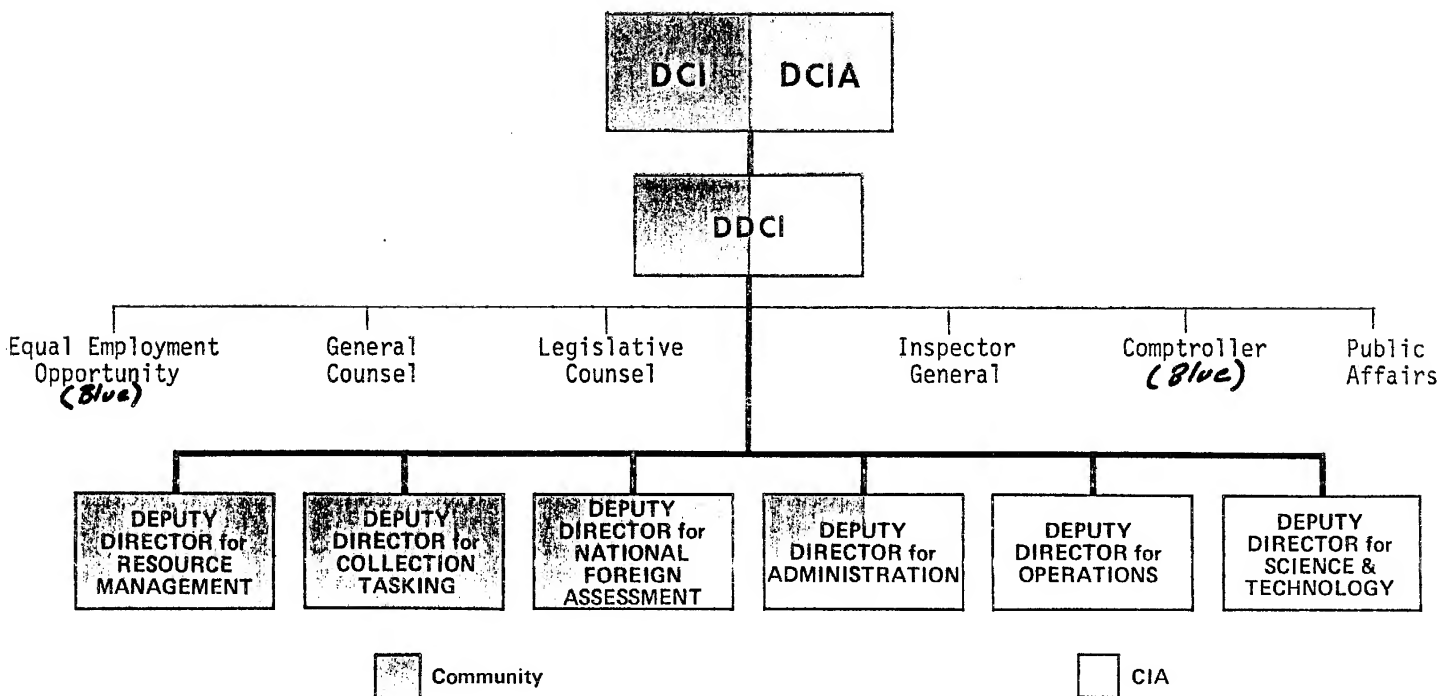 DCI DCIA
DDCI
Equal Employment
Opportunity
(Blue)
General
Counsel
Legislative
Counsel
Inspector
General
Comptroller
(Blue)
Public
Affairs
DEPUTY
DIRECTOR for
RESOURCE
MANAGEMENT
DEPUTY
DIRECTOR for
COLLECTION
TASKING
DEPUTY
DIRECTOR for
NATIONAL
FOREIGN
ASSESSMENT
DEPUTY
DIRECTOR for
ADMINISTRATION
DEPUTY
DIRECTOR for
OPERATIONS
DEPUTY
DIRECTOR for
SCIENCE &
TECHNOLOGY
Community
CIA